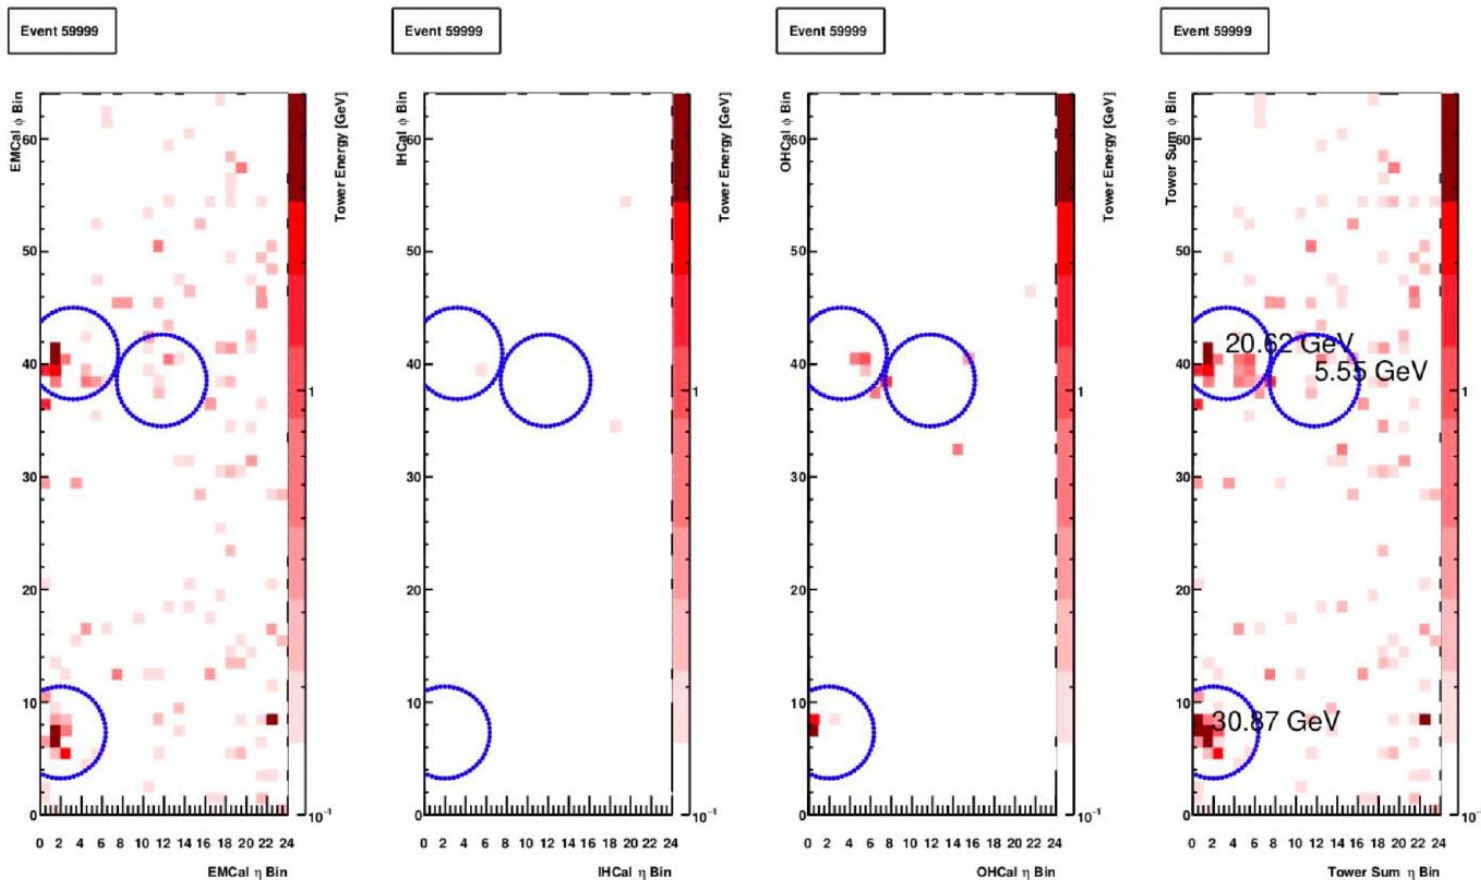 Event 59999
Event 59999
Event 59999
Event 59999
EMCal φ Bin
60
50
40
30
20
10
0
0 2 4 6 8 10 12 14 16 18 20 22 24
EMCal η Bin
Tower Energy [GeV]
1
10⁻¹
IHCal φ Bin
60
50
40
30
20
10
0
0 2 4 6 8 10 12 14 16 18 20 22 24
IHCal η Bin
Tower Energy [GeV]
1
10⁻¹
OHCal φ Bin
60
50
40
30
20
10
0
0 2 4 6 8 10 12 14 16 18 20 22 24
OHCal η Bin
Tower Energy [GeV]
1
10⁻¹
Tower Sum φ Bin
60
50
40
30
20
10
0
20.62 GeV
5.55 GeV
30.87 GeV
0 2 4 6 8 10 12 14 16 18 20 22 24
Tower Sum η Bin
1
10⁻